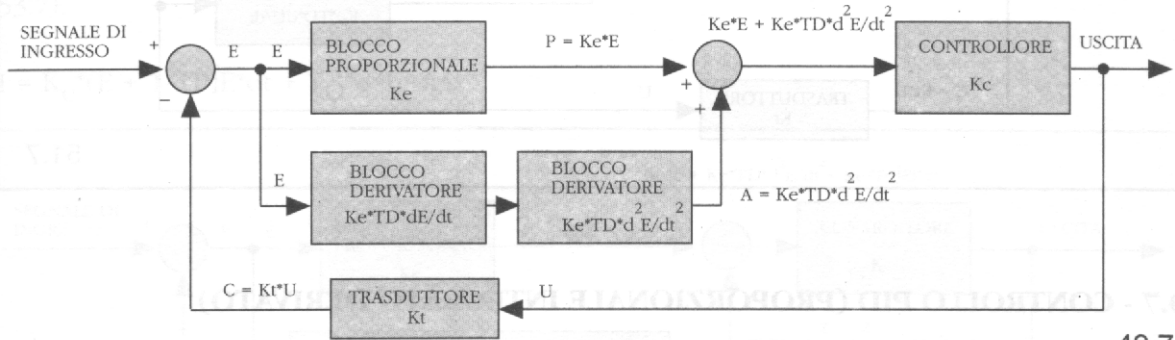 SEGNALE DI
INGRESSO
+
−
E
E
BLOCCO
PROPORZIONALE
Ke
P = Ke*E
+
+
Ke*E + Ke*TD*d²E/dt²
CONTROLLORE
Kc
USCITA
E
BLOCCO
DERIVATORE
Ke*TD*dE/dt
BLOCCO
DERIVATORE
Ke*TD*d²E/dt²
A = Ke*TD*d²E/dt²
C = Kt*U
TRASDUTTORE
Kt
U